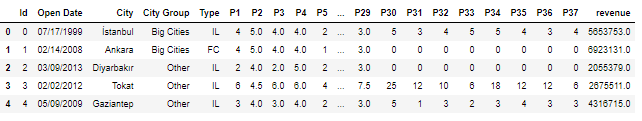 Id Open Date City City Group Type P1 P2 P3 P4 P5 ... P29 P30 P31 P32 P33 P34 P35 P36 P37 revenue
0 0 07/17/1999 İstanbul Big Cities IL 4 5.0 4.0 4.0 2 ... 3.0 5 3 4 5 5 4 3 4 5653753.0
1 1 02/14/2008 Ankara Big Cities FC 4 5.0 4.0 4.0 1 ... 3.0 0 0 0 0 0 0 0 0 6923131.0
2 2 03/09/2013 Diyarbakır Other IL 2 4.0 2.0 5.0 2 ... 3.0 0 0 0 0 0 0 0 0 2055379.0
3 3 02/02/2012 Tokat Other IL 6 4.5 6.0 6.0 4 ... 7.5 25 12 10 6 18 12 12 6 2675511.0
4 4 05/09/2009 Gaziantep Other IL 3 4.0 3.0 4.0 2 ... 3.0 5 1 3 2 3 4 3 3 4316715.0